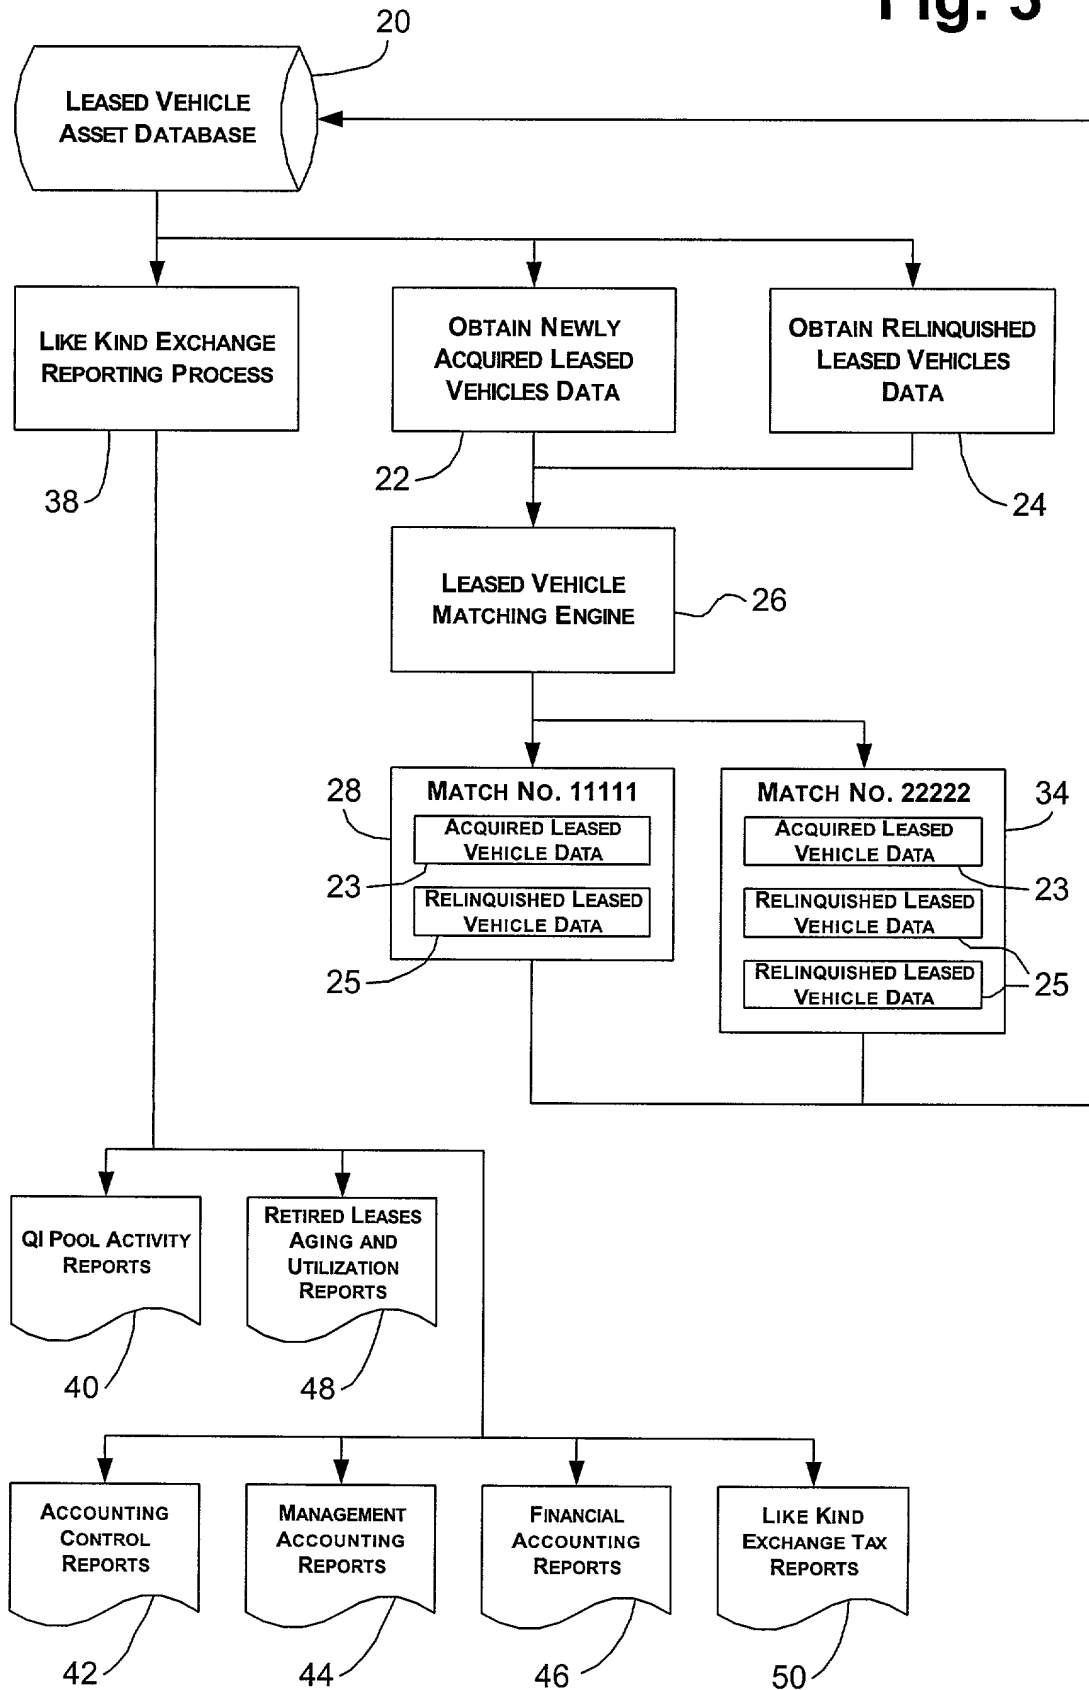 20
LEASED VEHICLE
ASSET DATABASE
LIKE KIND EXCHANGE
REPORTING PROCESS
38
OBTAIN NEWLY
ACQUIRED LEASED
VEHICLES DATA
22
OBTAIN RELINQUISHED
LEASED VEHICLES
DATA
24
LEASED VEHICLE
MATCHING ENGINE
26
28
MATCH NO. 11111
ACQUIRED LEASED
VEHICLE DATA
23
RELINQUISHED LEASED
VEHICLE DATA
25
MATCH NO. 22222
34
ACQUIRED LEASED
VEHICLE DATA
23
RELINQUISHED LEASED
VEHICLE DATA
RELINQUISHED LEASED
VEHICLE DATA
25
QI POOL ACTIVITY
REPORTS
40
RETIRED LEASES
AGING AND
UTILIZATION
REPORTS
48
ACCOUNTING
CONTROL
REPORTS
42
MANAGEMENT
ACCOUNTING
REPORTS
44
FINANCIAL
ACCOUNTING
REPORTS
46
LIKE KIND
EXCHANGE TAX
REPORTS
50